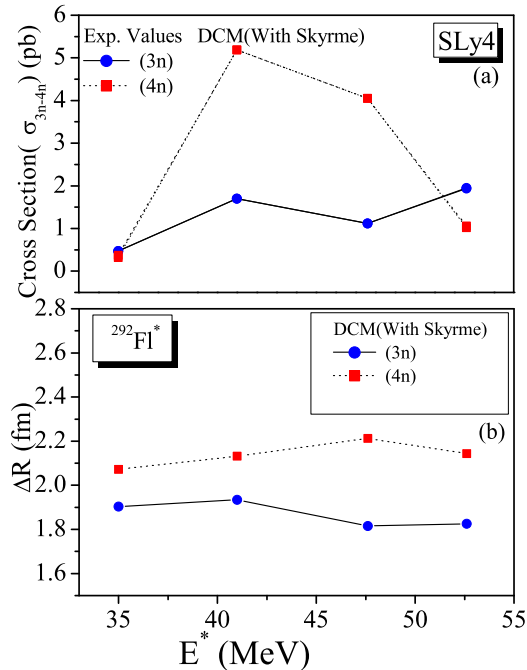 Exp. Values DCM(With Skyrme)
(3n)
(4n)
SLy4
(a)
Cross Section( σ3n-4n) (pb)
6
5
4
3
2
1
0
292Fl*
DCM(With Skyrme)
(3n)
(4n)
(b)
ΔR (fm)
2.8
2.6
2.4
2.2
2.0
1.8
1.6
35 40 45 50 55
E* (MeV)